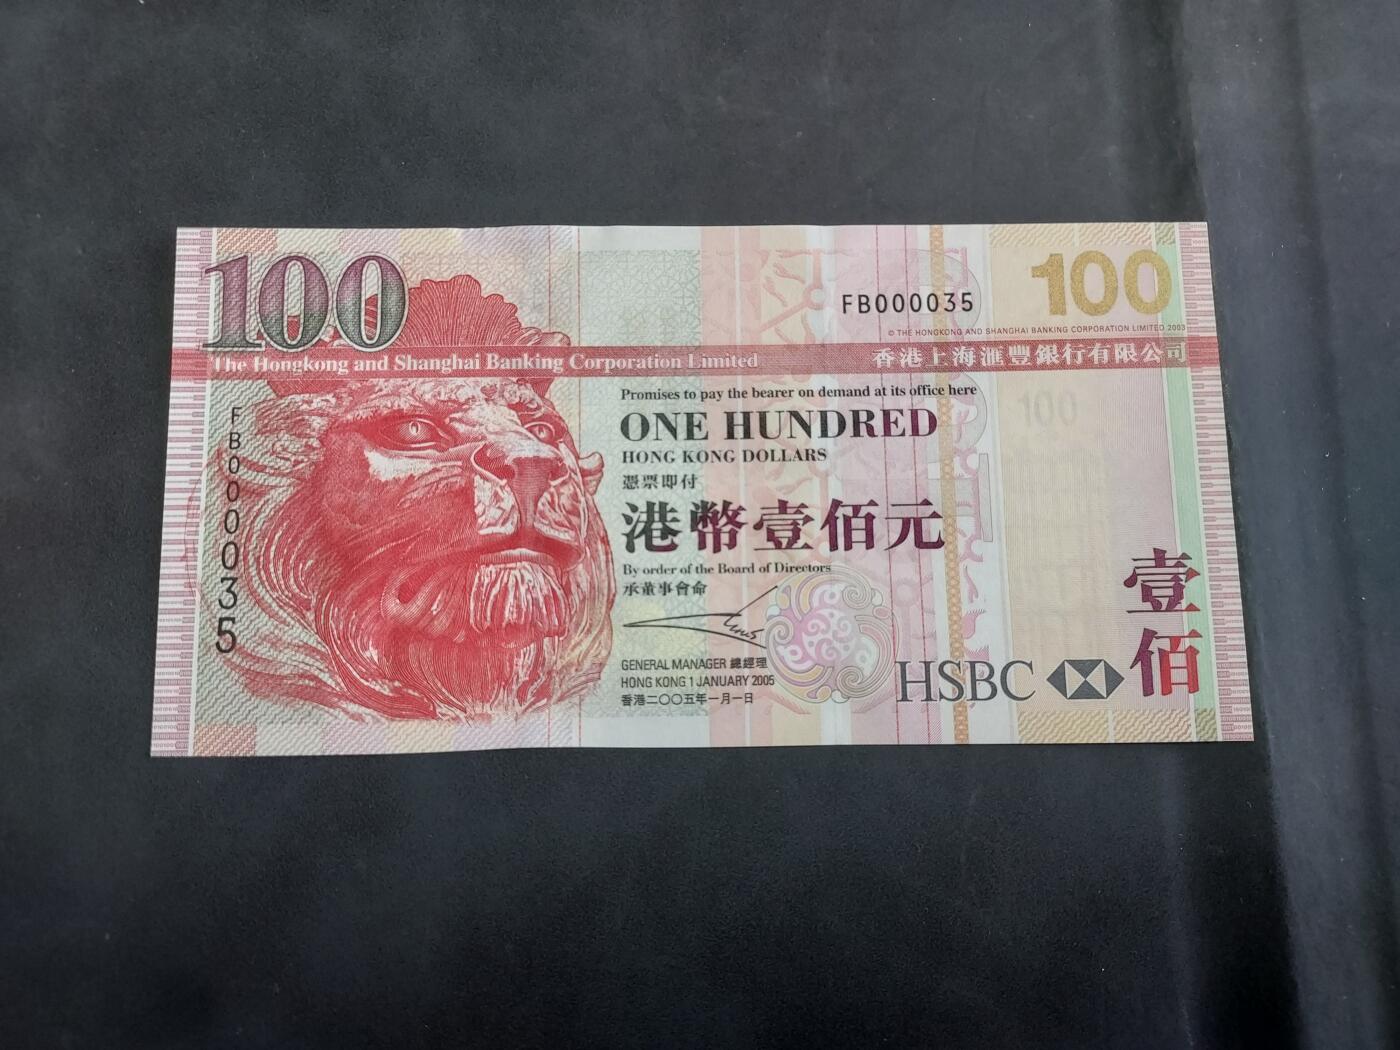 100
FB000035
100
© THE HONGKONG AND SHANGHAI BANKING CORPORATION LIMITED 2003
The Hongkong and Shanghai Banking Corporation Limited
香港上海滙豐銀行有限公司
FB000035
Promises to pay the bearer on demand at its office here
ONE HUNDRED
HONG KONG DOLLARS
憑票即付
港幣壹佰元
By order of the Board of Directors
承董事會命
GENERAL MANAGER 總經理
HONG KONG 1 JANUARY 2005
香港二〇〇五年一月一日
100
壹佰
HSBC